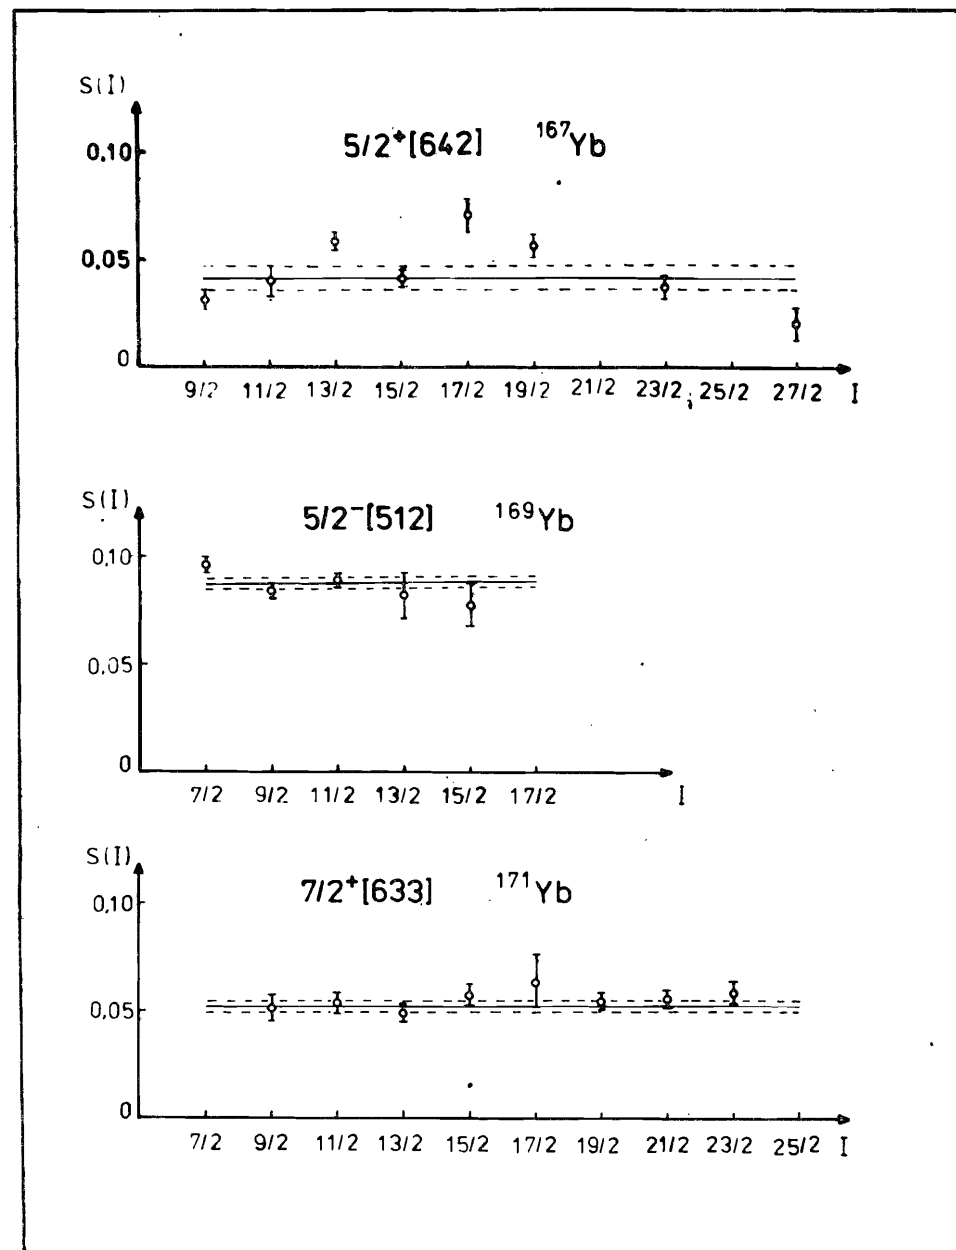 S(I)
5/2⁺[642] ¹⁶⁷Yb
0,10
0,05
0
9/2 11/2 13/2 15/2 17/2 19/2 21/2 23/2 25/2 27/2 I
S(I)
5/2⁻[512] ¹⁶⁹Yb
0,10
0,05
0
7/2 9/2 11/2 13/2 15/2 17/2 I
S(I)
7/2⁺[633] ¹⁷¹Yb
0,10
0,05
0
7/2 9/2 11/2 13/2 15/2 17/2 19/2 21/2 23/2 25/2 I